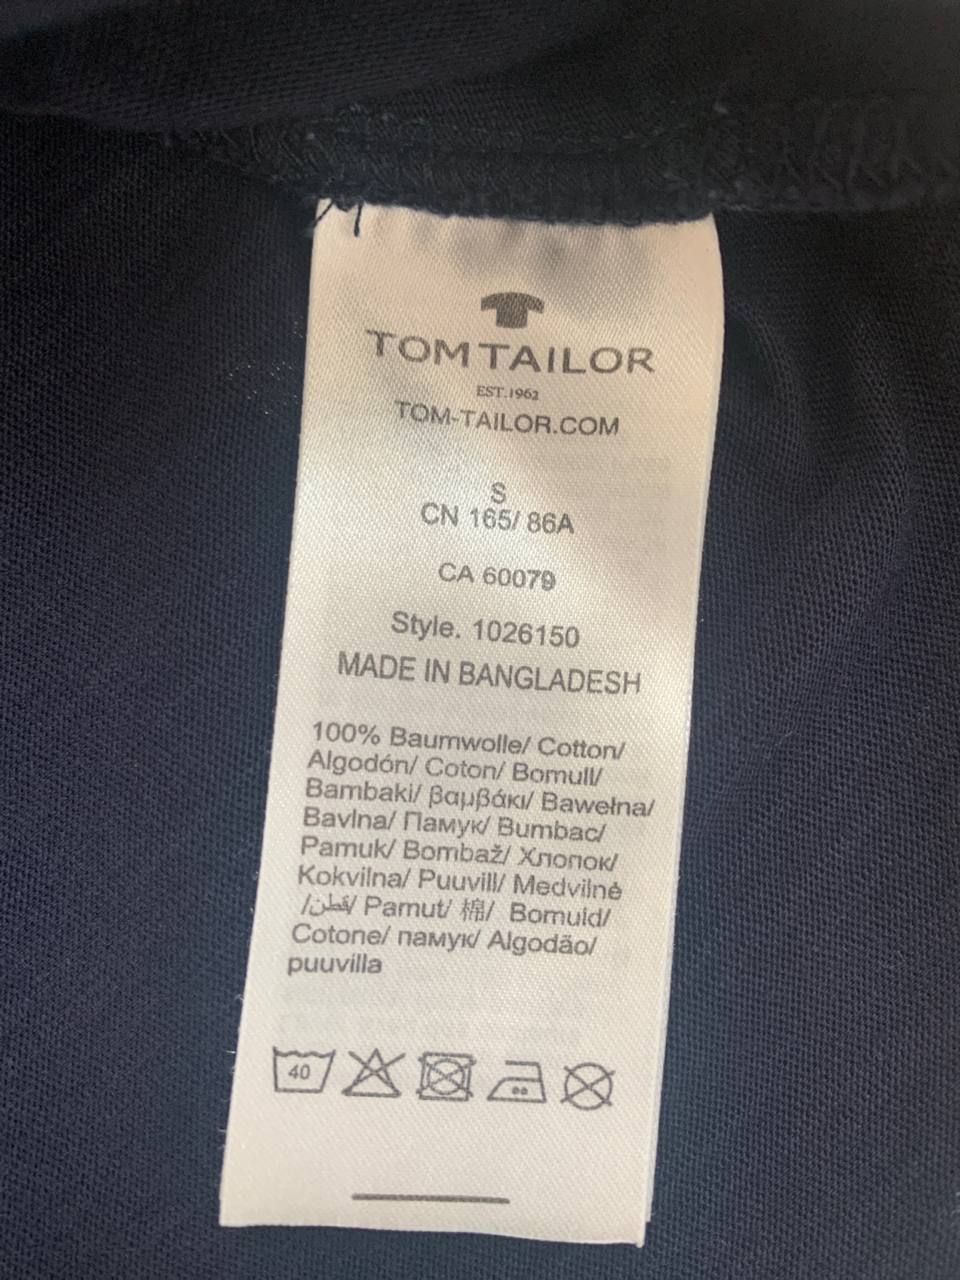 TOM TAILOR
EST. 1962
TOM-TAILOR.COM
S
CN 165/ 86A
CA 60079
Style. 1026150
MADE IN BANGLADESH
100% Baumwolle/ Cotton/
Algodón/ Coton/ Bomull/
Bambaki/ βαμβάκι/ Bawełna/
Bavlna/ Памук/ Bumbac/
Pamuk/ Bombaž/ Хлопок/
Kokvilna/ Puuvill/ Medvilnė
/قطن/ Pamut/ 棉/ Bomuld/
Cotone/ памук/ Algodão/
puuvilla
40